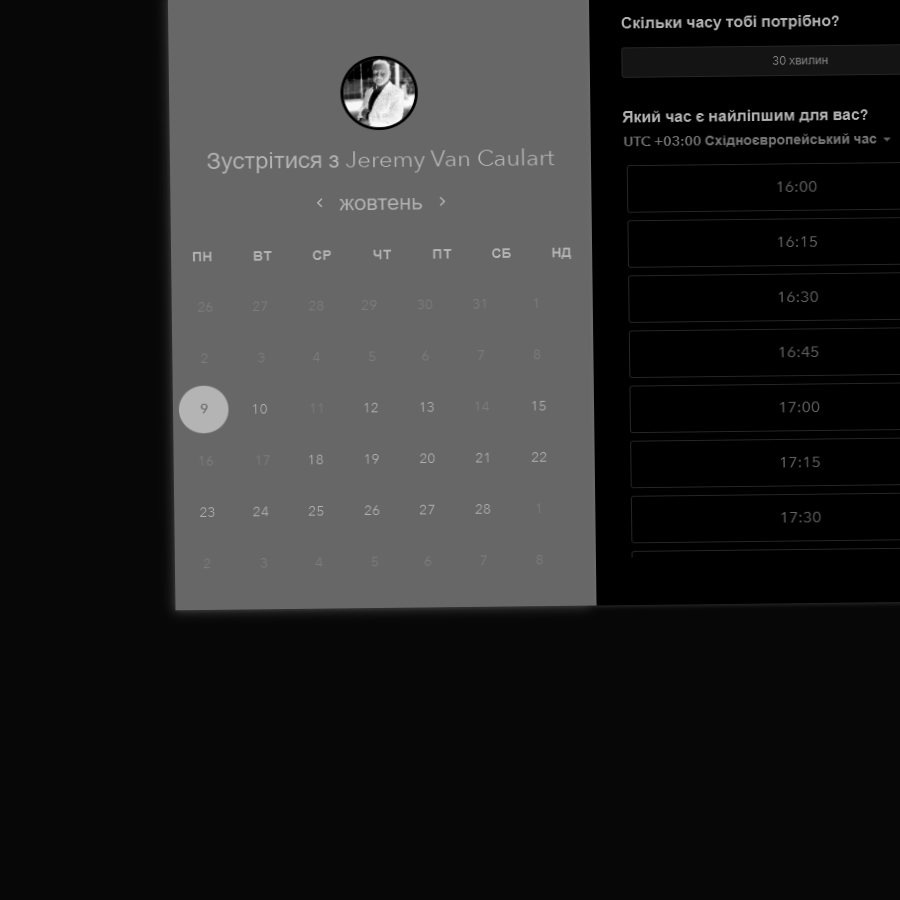 Зустрітися з Jeremy Van Caulart
жовтень
ПН ВТ СР ЧТ ПТ СБ НД
26 27 28 29 30 31 1
2 3 4 5 6 7 8
9 10 11 12 13 14 15
16 17 18 19 20 21 22
23 24 25 26 27 28 1
2 3 4 5 6 7 8
Скільки часу тобі потрібно?
30 хвилин
Який час є найліпшим для вас?
UTC +03:00 Східноєвропейський час
16:00
16:15
16:30
16:45
17:00
17:15
17:30